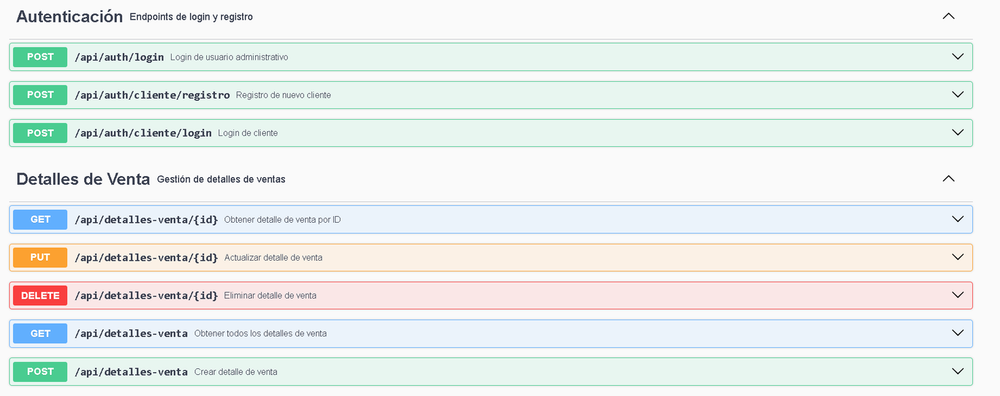 Autenticación Endpoints de login y registro
POST /api/auth/login Login de usuario administrativo
POST /api/auth/cliente/registro Registro de nuevo cliente
POST /api/auth/cliente/login Login de cliente
Detalles de Venta Gestión de detalles de ventas
GET /api/detalles-venta/{id} Obtener detalle de venta por ID
PUT /api/detalles-venta/{id} Actualizar detalle de venta
DELETE /api/detalles-venta/{id} Eliminar detalle de venta
GET /api/detalles-venta Obtener todos los detalles de venta
POST /api/detalles-venta Crear detalle de venta